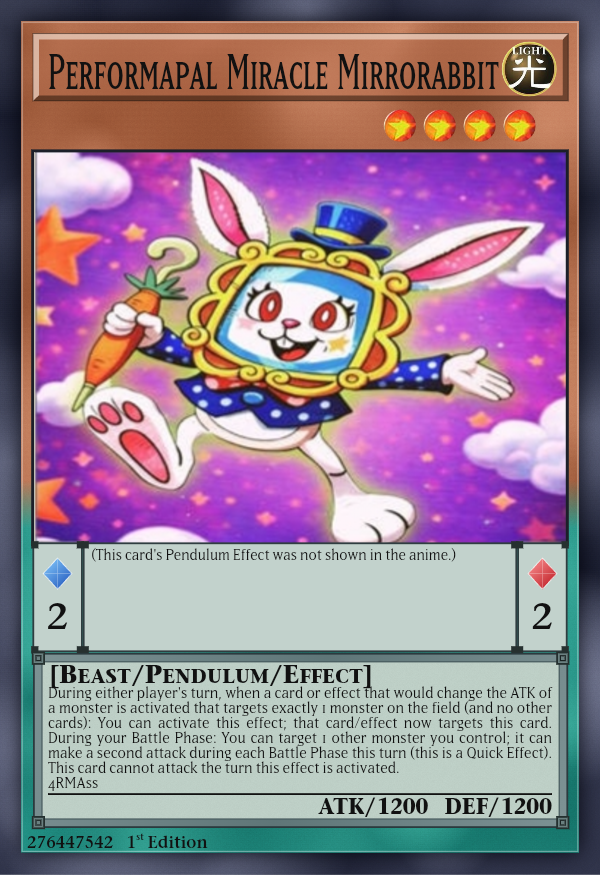 Performapal Miracle Mirrorabbit
LIGHT
光
(This card's Pendulum Effect was not shown in the anime.)
2
2
[Beast/Pendulum/Effect]
During either player's turn, when a card or effect that would change the ATK of
a monster is activated that targets exactly 1 monster on the field (and no other
cards): You can activate this effect; that card/effect now targets this card.
During your Battle Phase: You can target 1 other monster you control; it can
make a second attack during each Battle Phase this turn (this is a Quick Effect).
This card cannot attack the turn this effect is activated.
4RMAss
ATK/1200 DEF/1200
276447542 1st Edition